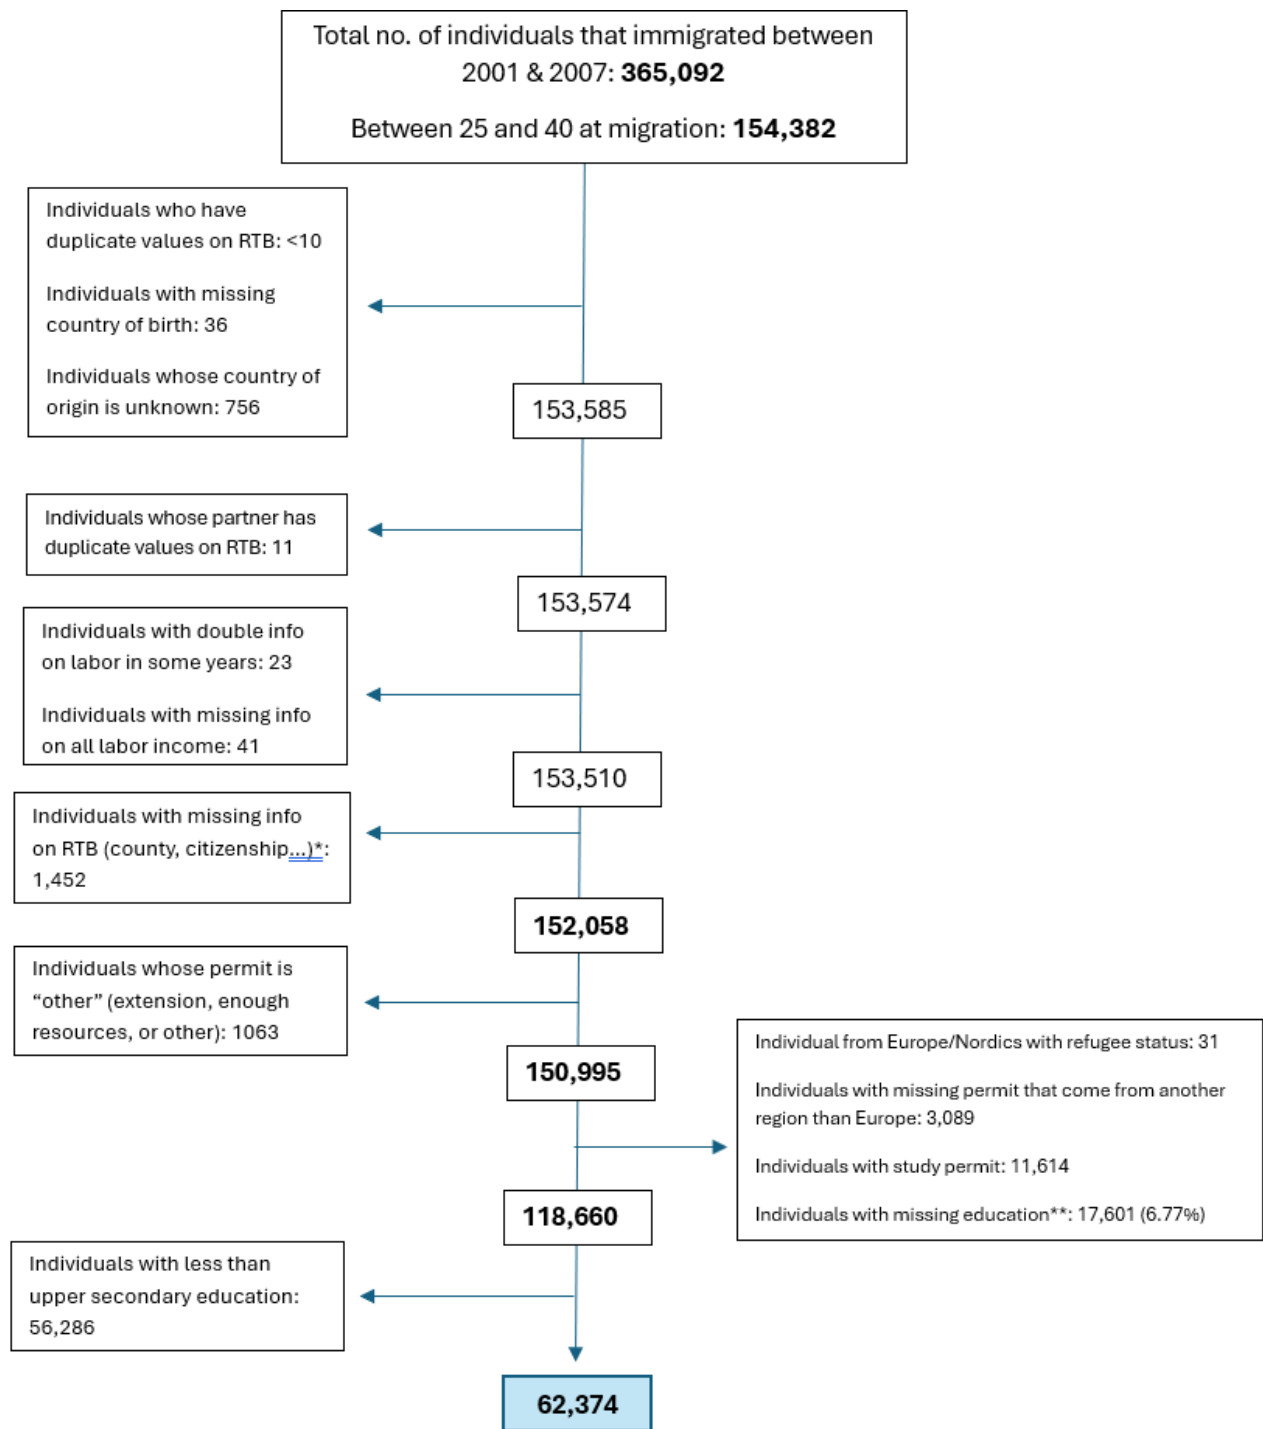 Total no. of individuals that immigrated between
2001 & 2007: 365,092
Between 25 and 40 at migration: 154,382
Individuals who have
duplicate values on RTB: <10
Individuals with missing
country of birth: 36
Individuals whose country of
origin is unknown: 756
153,585
Individuals whose partner has
duplicate values on RTB: 11
153,574
Individuals with double info
on labor in some years: 23
Individuals with missing info
on all labor income: 41
153,510
Individuals with missing info
on RTB (county, citizenship...)*:
1,452
152,058
Individuals whose permit is
“other” (extension, enough
resources, or other): 1063
150,995
Individual from Europe/Nordics with refugee status: 31
Individuals with missing permit that come from another
region than Europe: 3,089
Individuals with study permit: 11,614
Individuals with missing education**: 17,601 (6.77%)
118,660
Individuals with less than
upper secondary education:
56,286
62,374